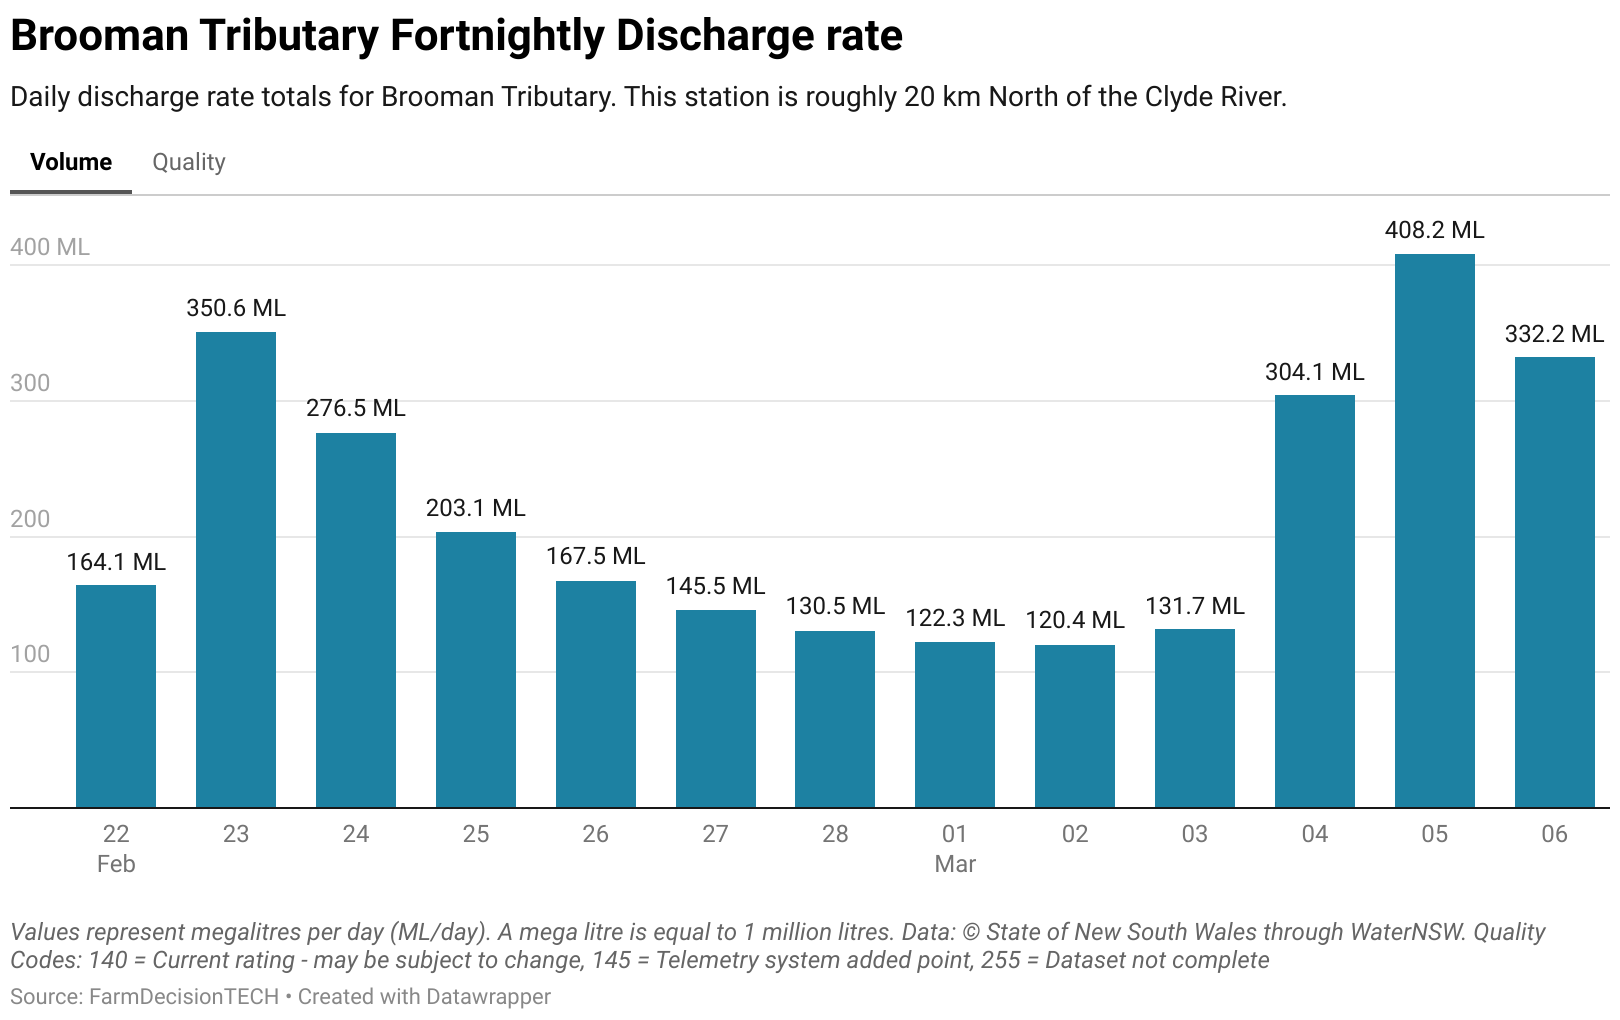 Brooman Tributary Fortnightly Discharge rate
Daily discharge rate totals for Brooman Tributary. This station is roughly 20 km North of the Clyde River.
Volume Quality
408.2 ML
400 ML
350.6 ML
332.2 ML
304.1 ML
300
276.5 ML
203.1 ML
200
167.5 ML
164.1 ML
145.5 ML
130.5 ML 131.7 ML
122.3 ML 120.4 ML
100
22 23 24 25 26 27 28 01 02 03 04 05 06
Feb Mar
Values represent megalitres per day (ML/day). A mega litre is equal to 1 million litres. Data: © State of New South Wales through WaterNSW. Quality
Codes: 140 = Current rating - may be subject to change, 145 = Telemetry system added point, 255 = Dataset not complete
Source: FarmDecisionTECH • Created with Datawrapper